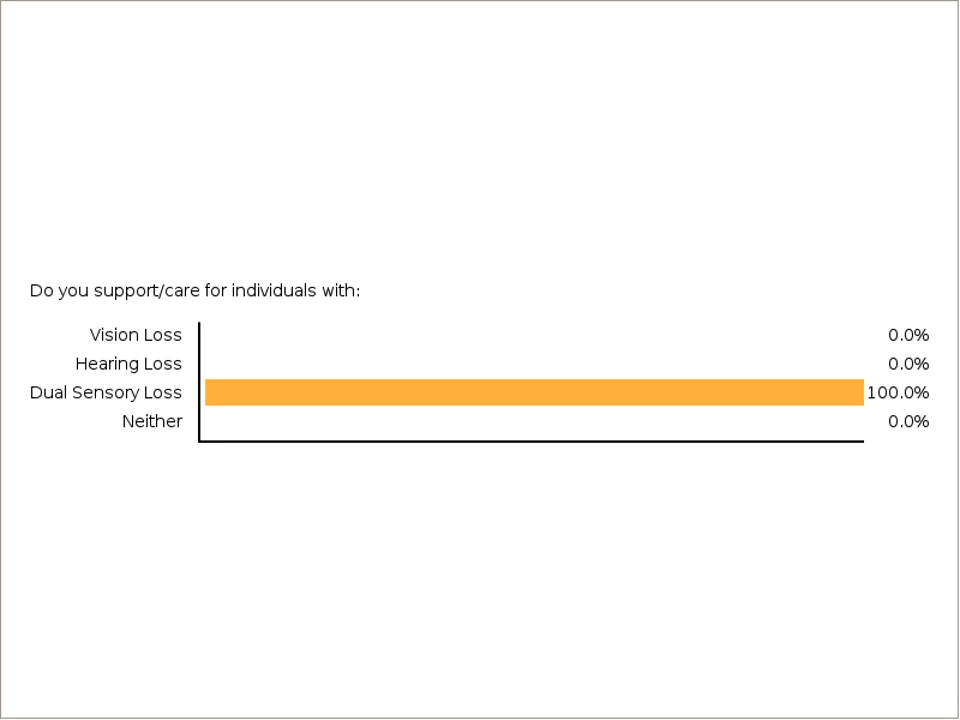 Do you support/care for individuals with:
Vision Loss 0.0%
Hearing Loss 0.0%
Dual Sensory Loss 100.0%
Neither 0.0%